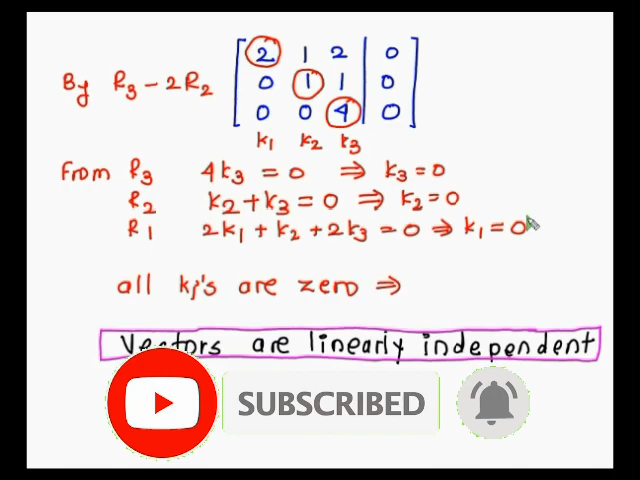 2 1 2 | 0
By R3 - 2R2 0 1 1 | 0
0 0 4 | 0
k1 k2 k3
From R3 4k3 = 0 ⇒ k3 = 0
R2 k2 + k3 = 0 ⇒ k2 = 0
R1 2k1 + k2 + 2k3 = 0 ⇒ k1 = 0
all ki's are zero ⇒
Vectors are linearly independent
SUBSCRIBED